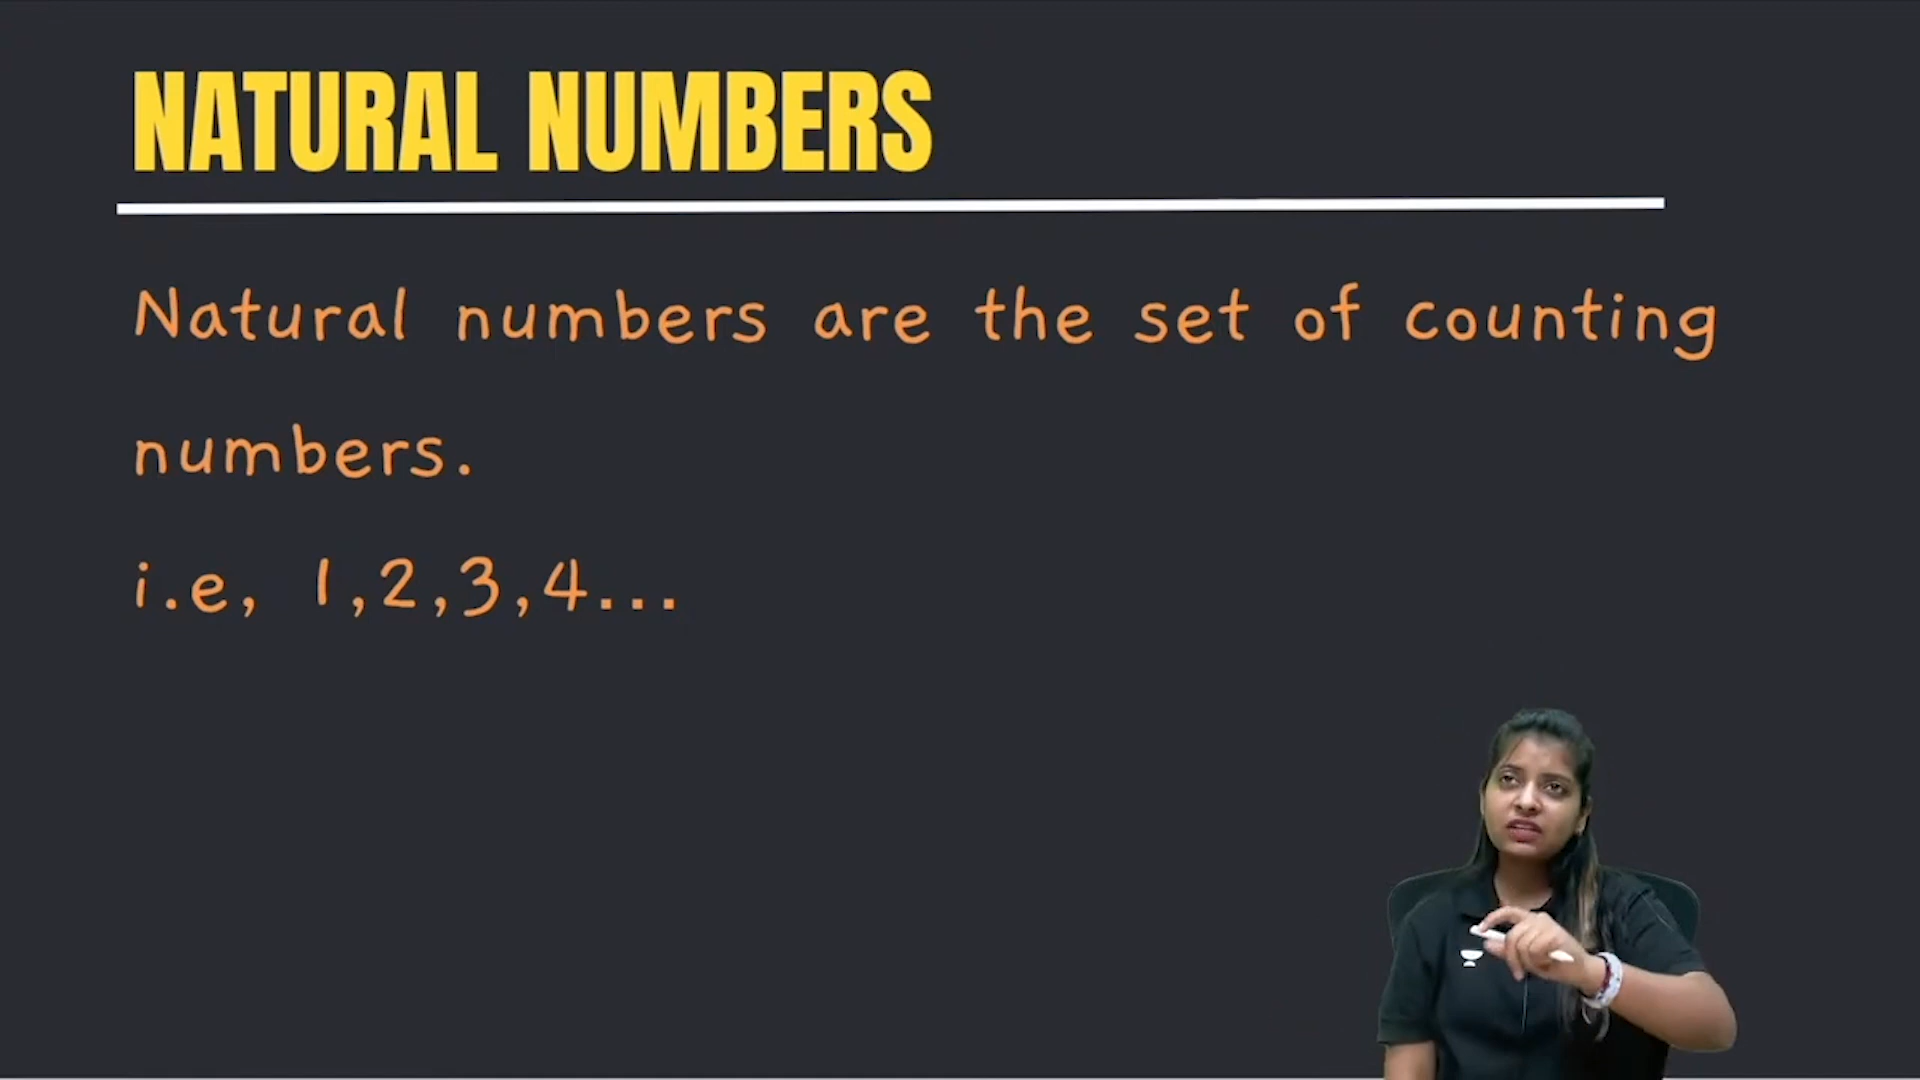 NATURAL NUMBERS
Natural numbers are the set of counting
numbers.
i.e, 1,2,3,4...